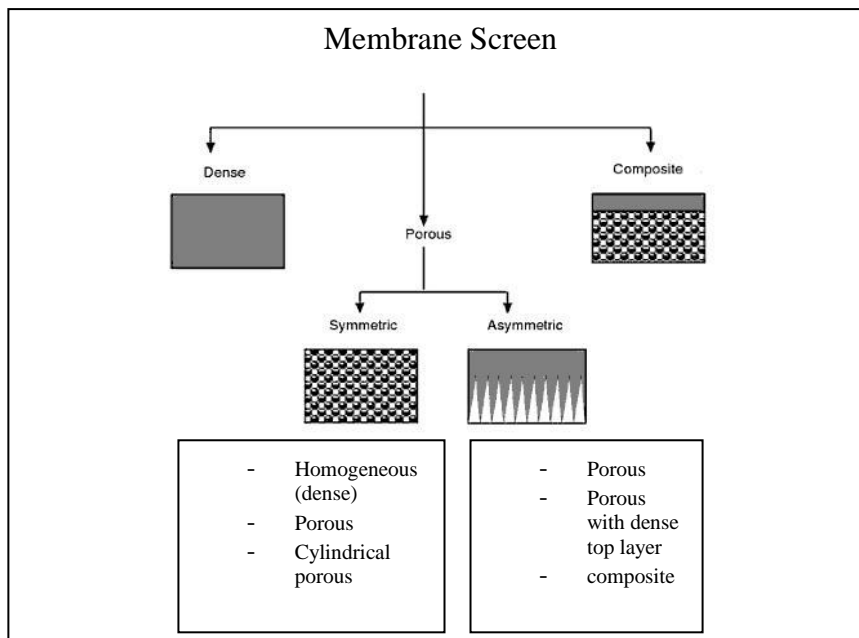 Membrane Screen
Dense
Composite
Porous
Symmetric
Asymmetric
- Homogeneous
(dense)
- Porous
- Cylindrical
porous
- Porous
- Porous
with dense
top layer
- composite